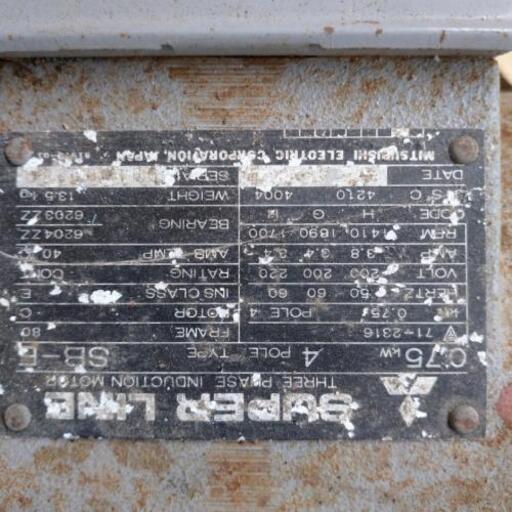 SUPER LINE
THREE PHASE INDUCTION MOTOR
0.75 kW 4 POLE TYPE SB-E
71-2316 FRAME 80
kW 0.75 POLE 4 MOTOR C
HERTZ 50 60 60 INS CLASS E
VOLT 200 200 220 RATING
AMP 3.8 3.4 3.4 AMB TEMP 40
RPM 1410 1690 1700 BEARING 6204ZZ
CODE H G 6203ZZ
JIS C 4210 4004 WEIGHT 13.5 kg
DATE SERIAL
MITSUBISHI ELECTRIC CORPORATION, JAPAN